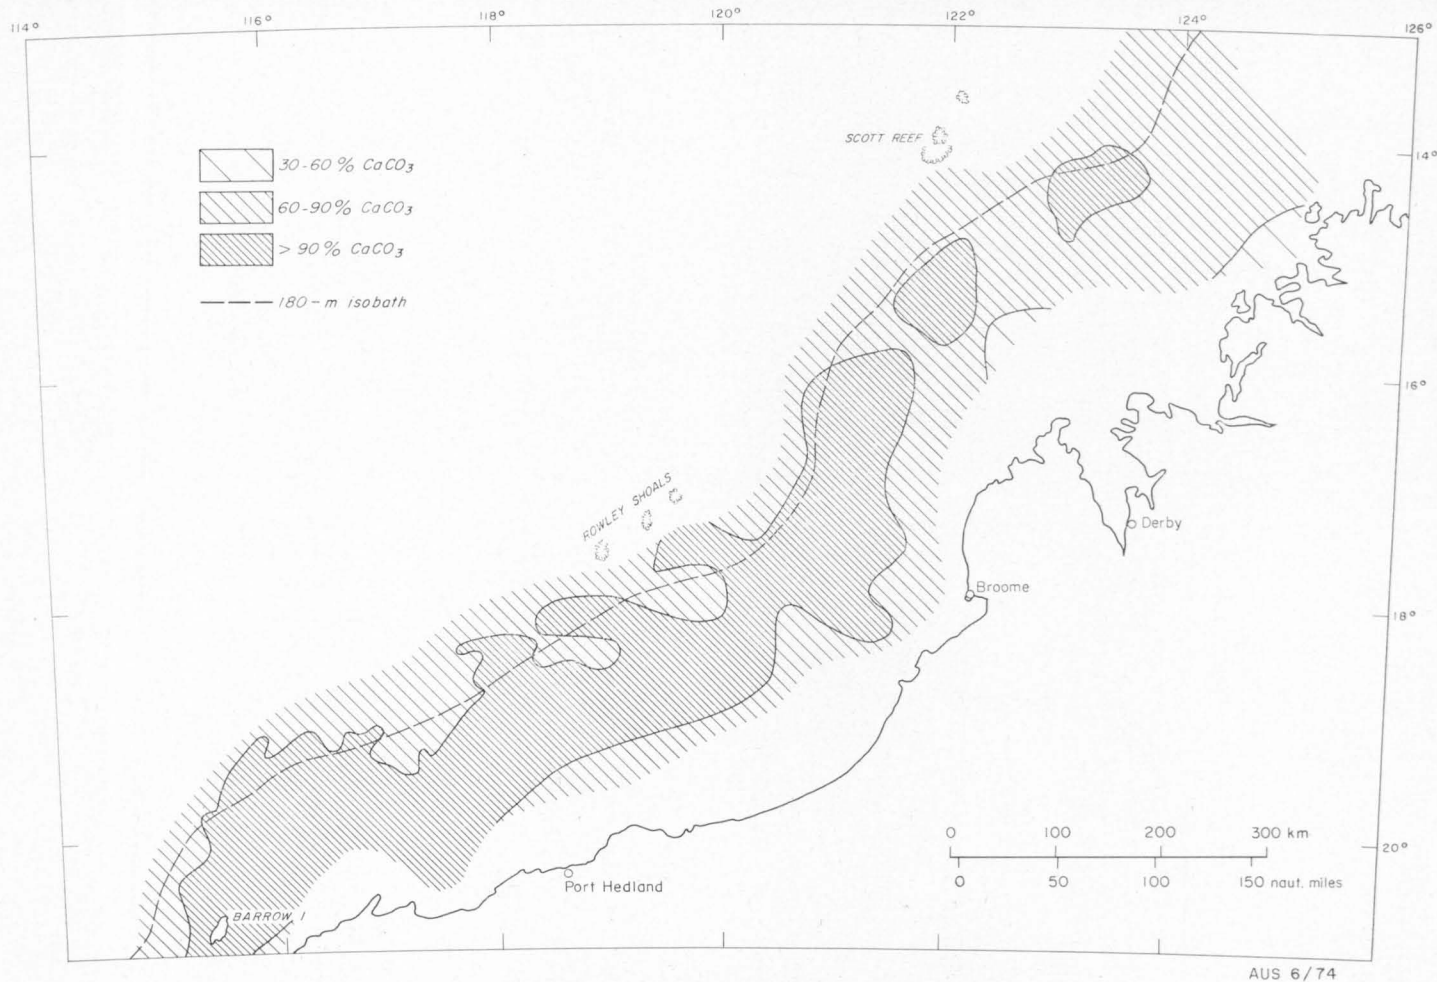 114°
116°
118°
120°
122°
124°
126°
SCOTT REEF
30-60% CaCO₃
60-90% CaCO₃
> 90% CaCO₃
180-m isobath
14°
16°
ROWLEY SHOALS
Derby
Broome
18°
0 100 200 300 km
0 50 100 150 naut. miles
20°
Port Hedland
BARROW I
AUS 6/74